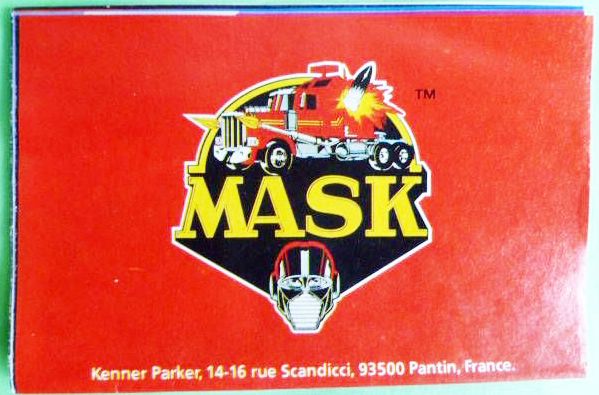 TM
MASK
Kenner Parker, 14-16 rue Scandicci, 93500 Pantin, France.